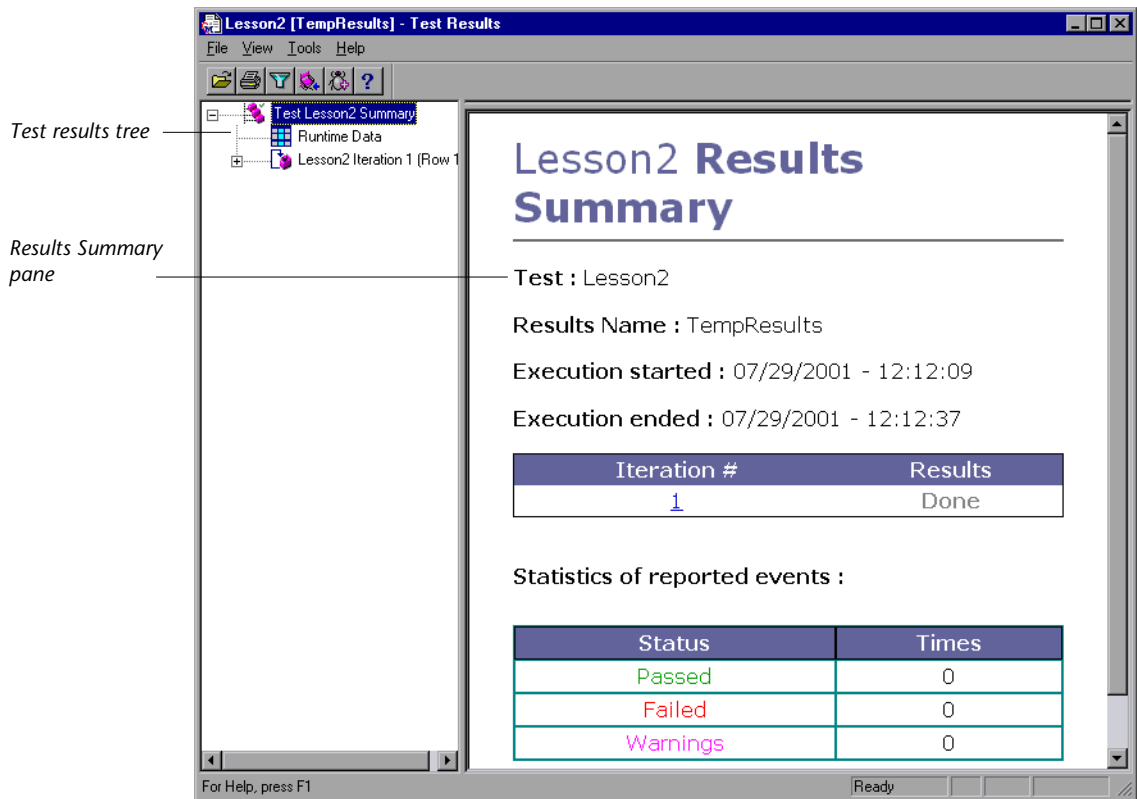 Lesson2 [TempResults] - Test Results
File View Tools Help
Test results tree
Test Lesson2 Summary
Runtime Data
Lesson2 Iteration 1 (Row 1
Results Summary
pane
Lesson2 Results
Summary
Test : Lesson2
Results Name : TempResults
Execution started : 07/29/2001 - 12:12:09
Execution ended : 07/29/2001 - 12:12:37
Iteration # Results
1 Done
Statistics of reported events :
Status Times
Passed 0
Failed 0
Warnings 0
For Help, press F1 Ready